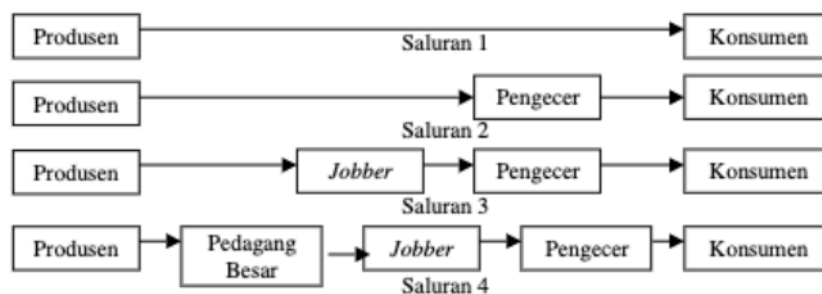 Produsen Konsumen
Saluran 1
Produsen Pengecer Konsumen
Saluran 2
Produsen Jobber Pengecer Konsumen
Saluran 3
Produsen Pedagang Besar Jobber Pengecer Konsumen
Saluran 4